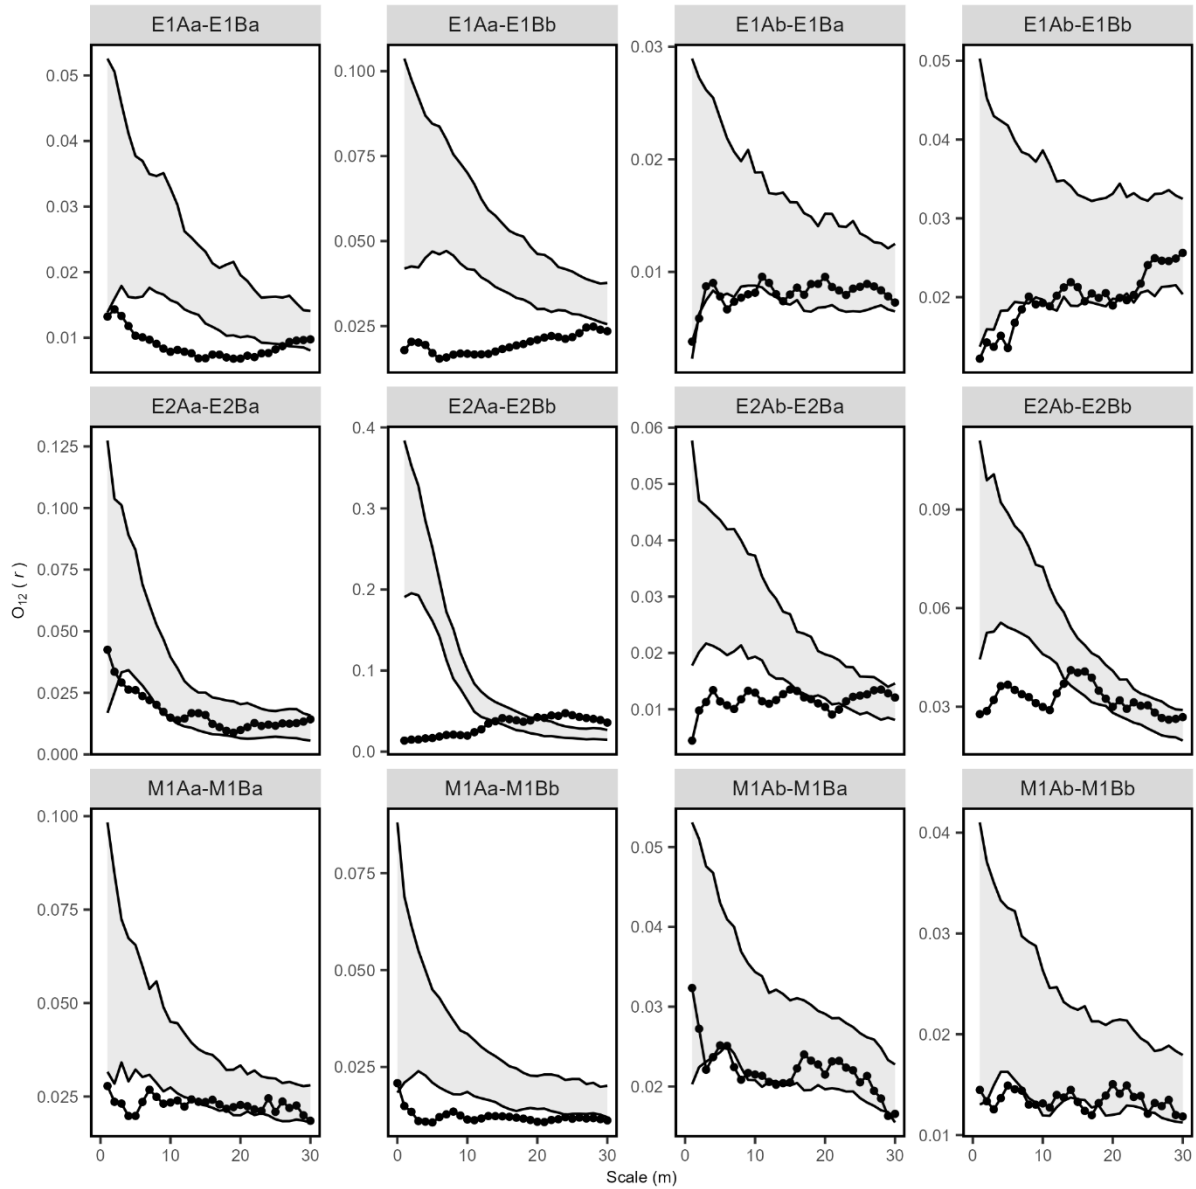 E1Aa-E1Ba E1Aa-E1Bb E1Ab-E1Ba E1Ab-E1Bb
0.05 0.100 0.03 0.05
0.04 0.075 0.02 0.04
0.03 0.050 0.01 0.03
0.02 0.025 0.02
0.01
E2Aa-E2Ba E2Aa-E2Bb E2Ab-E2Ba E2Ab-E2Bb
0.125 0.4 0.06 0.09
0.100 0.3 0.05 0.06
0.075 0.2 0.04 0.03
0.050 0.1 0.03
0.025 0.0 0.02
0.000 0.01
O12 ( r )
M1Aa-M1Ba M1Aa-M1Bb M1Ab-M1Ba M1Ab-M1Bb
0.100 0.075 0.05 0.04
0.075 0.050 0.04 0.03
0.050 0.025 0.03 0.02
0.025 0.02 0.01
0 10 20 30 0 10 20 30 0 10 20 30 0 10 20 30
Scale (m)